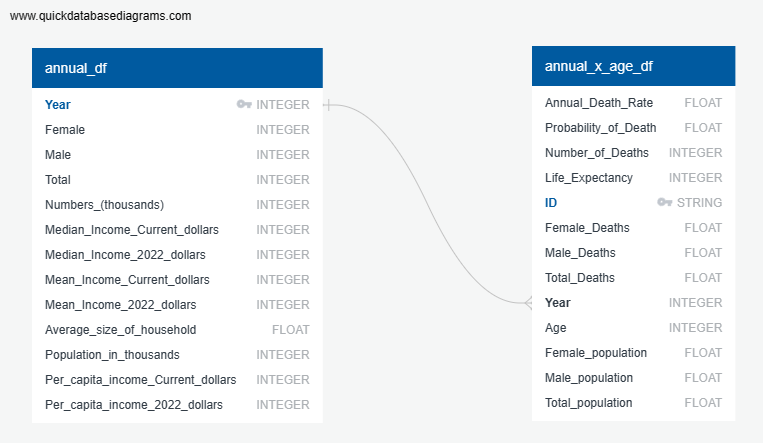 www.quickdatabasediagrams.com
annual_df
Year INTEGER
Female INTEGER
Male INTEGER
Total INTEGER
Numbers_(thousands) INTEGER
Median_Income_Current_dollars INTEGER
Median_Income_2022_dollars INTEGER
Mean_Income_Current_dollars INTEGER
Mean_Income_2022_dollars INTEGER
Average_size_of_household FLOAT
Population_in_thousands INTEGER
Per_capita_income_Current_dollars INTEGER
Per_capita_income_2022_dollars INTEGER
annual_x_age_df
Annual_Death_Rate FLOAT
Probability_of_Death FLOAT
Number_of_Deaths INTEGER
Life_Expectancy INTEGER
ID STRING
Female_Deaths FLOAT
Male_Deaths FLOAT
Total_Deaths FLOAT
Year INTEGER
Age INTEGER
Female_population FLOAT
Male_population FLOAT
Total_population FLOAT